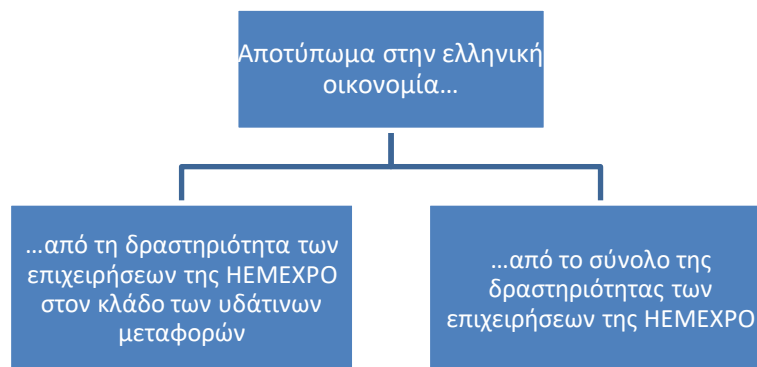 Αποτύπωμα στην ελληνική
οικονομία…
…από τη δραστηριότητα των
επιχειρήσεων της HEMEXPO
στον κλάδο των υδάτινων
μεταφορών
…από το σύνολο της
δραστηριότητας των
επιχειρήσεων της HEMEXPO